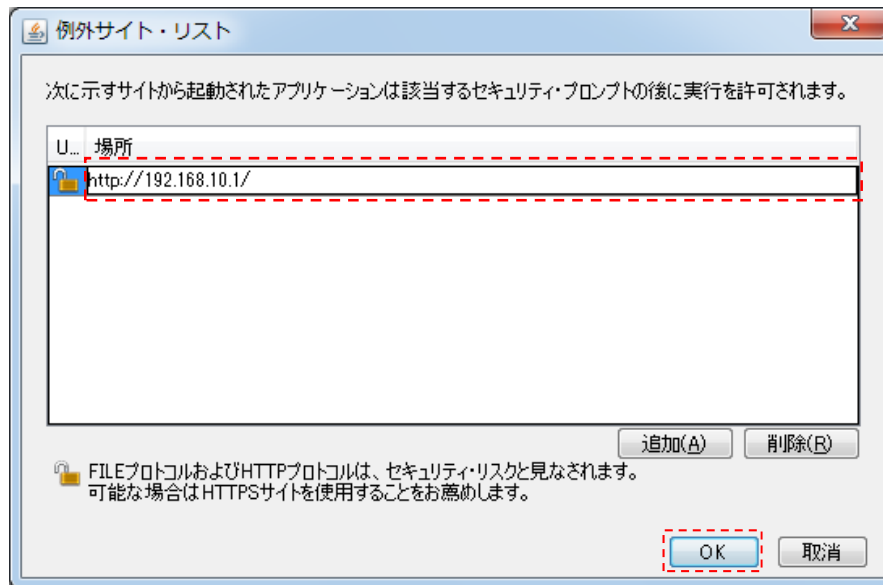 例外サイト・リスト
次に示すサイトから起動されたアプリケーションは該当するセキュリティ・プロンプトの後に実行を許可されます。
U... 場所
http://192.168.10.1/
追加(A) 削除(R)
FILEプロトコルおよびHTTPプロトコルは、セキュリティ・リスクと見なされます。
可能な場合はHTTPSサイトを使用することをお薦めします。
OK 取消